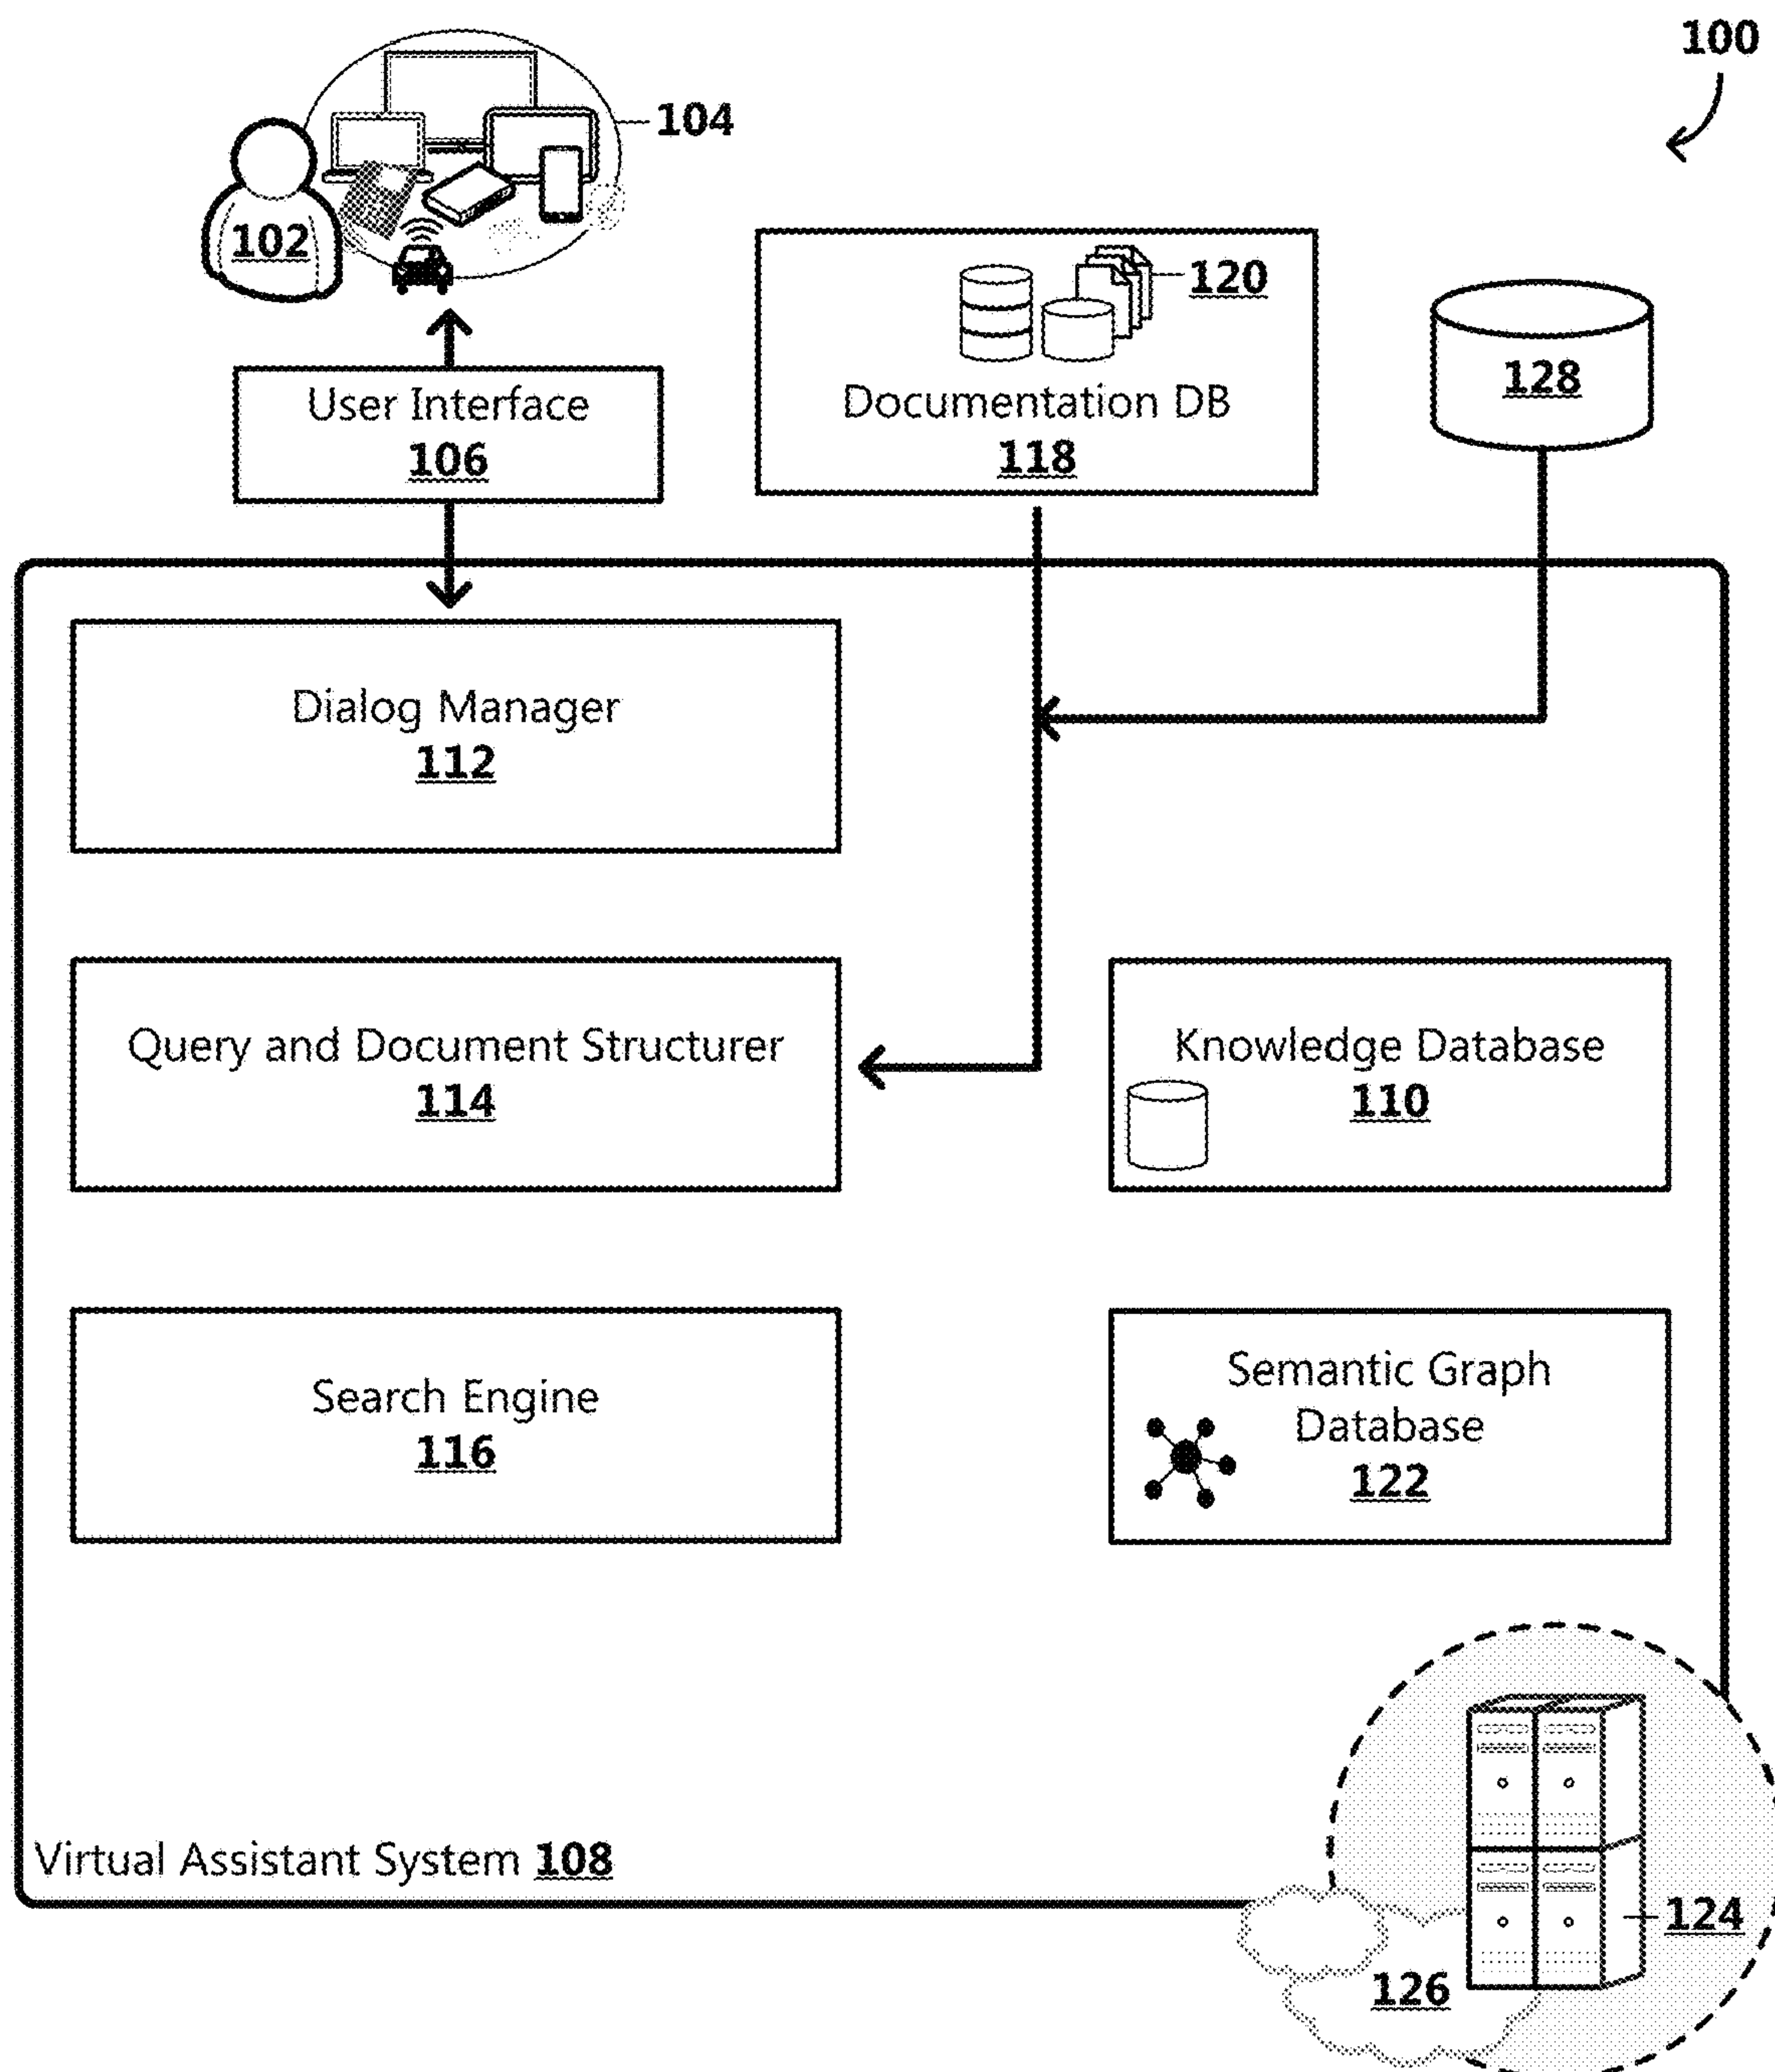 100
104
102
120
User Interface
106
Documentation DB
118
128
Dialog Manager
112
Query and Document Structurer
114
Knowledge Database
110
Search Engine
116
Semantic Graph
Database
122
Virtual Assistant System 108
124
126